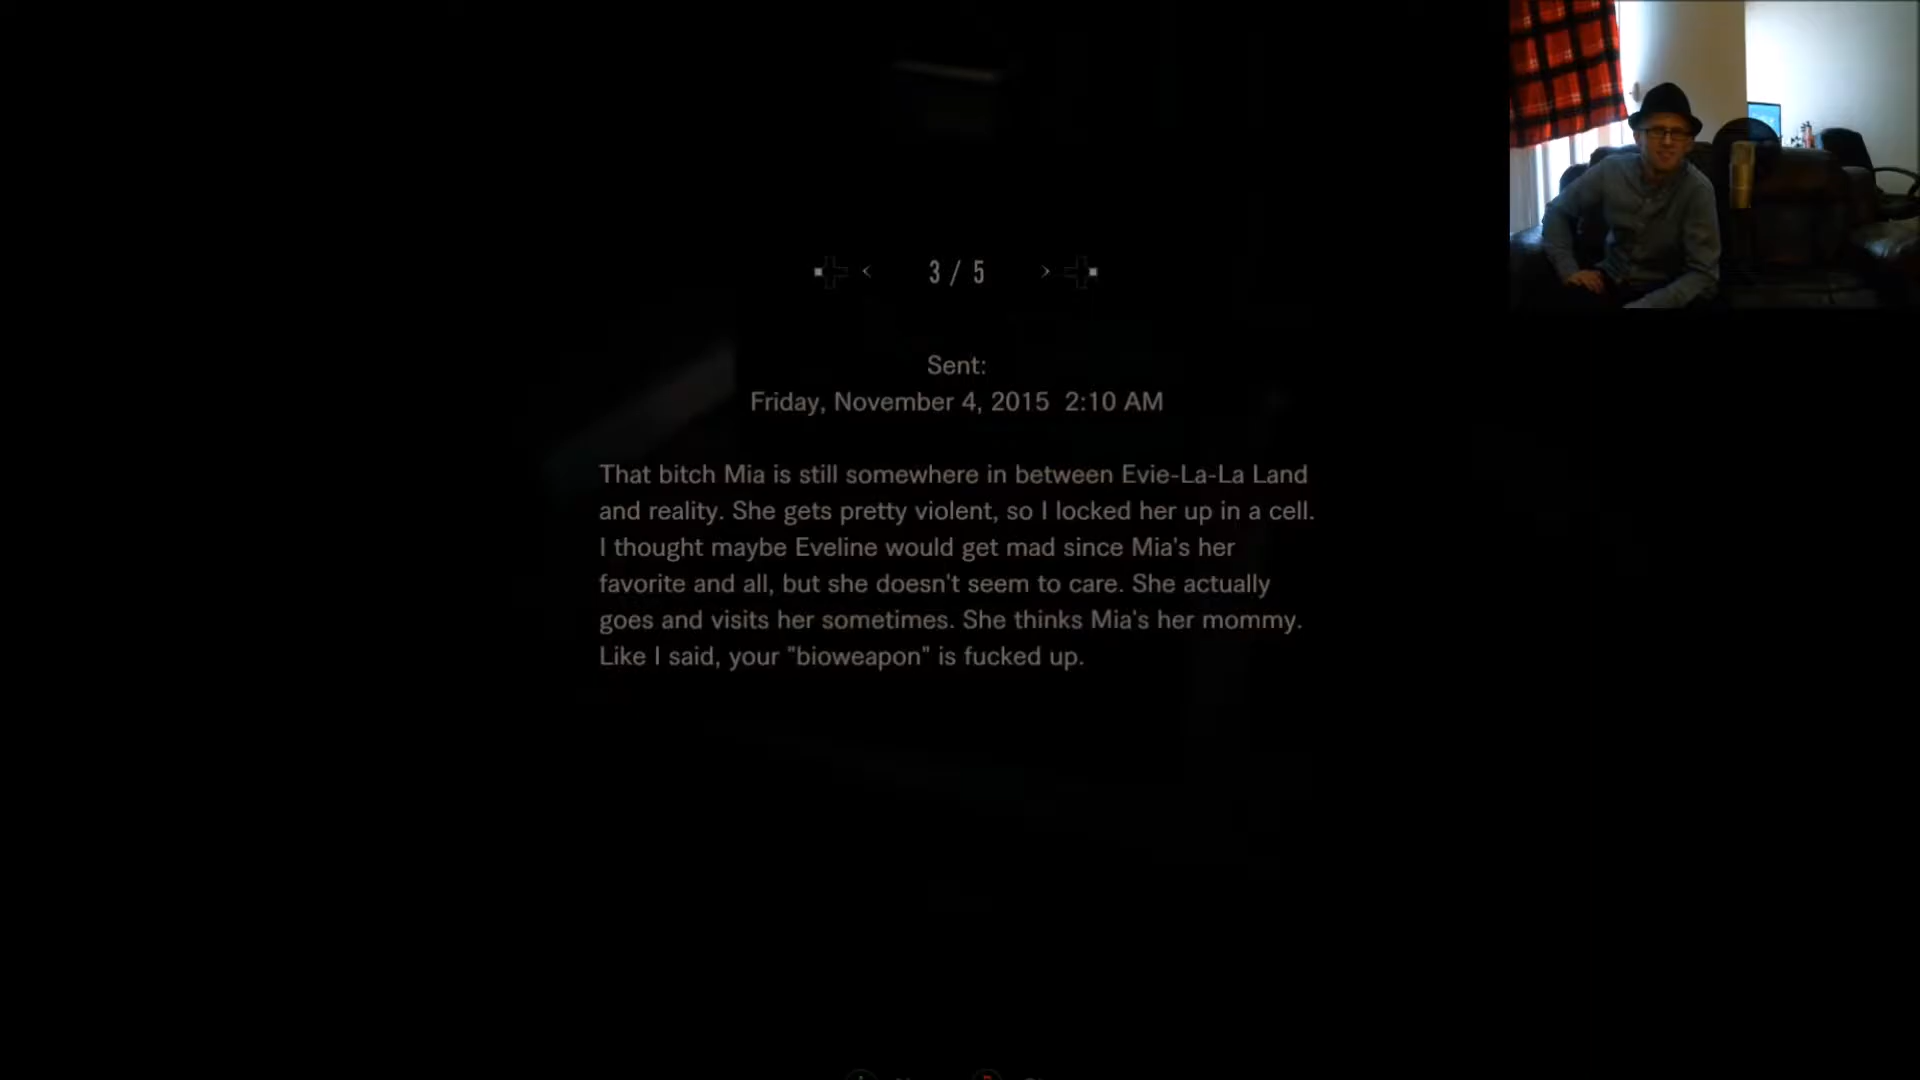 < 3 / 5 >
Sent:
Friday, November 4, 2015 2:10 AM
That bitch Mia is still somewhere in between Evie-La-La Land
and reality. She gets pretty violent, so I locked her up in a cell.
I thought maybe Eveline would get mad since Mia's her
favorite and all, but she doesn't seem to care. She actually
goes and visits her sometimes. She thinks Mia's her mommy.
Like I said, your "bioweapon" is fucked up.